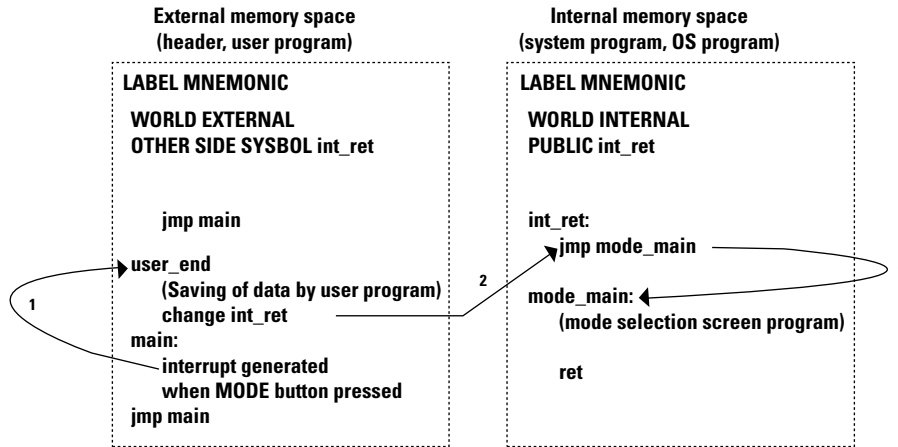 External memory space
(header, user program)
LABEL MNEMONIC
WORLD EXTERNAL
OTHER SIDE SYSBOL int_ret
jmp main
user_end
(Saving of data by user program)
change int_ret
main:
interrupt generated
when MODE button pressed
jmp main
1
2
Internal memory space
(system program, OS program)
LABEL MNEMONIC
WORLD INTERNAL
PUBLIC int_ret
int_ret:
jmp mode_main
mode_main:
(mode selection screen program)
ret